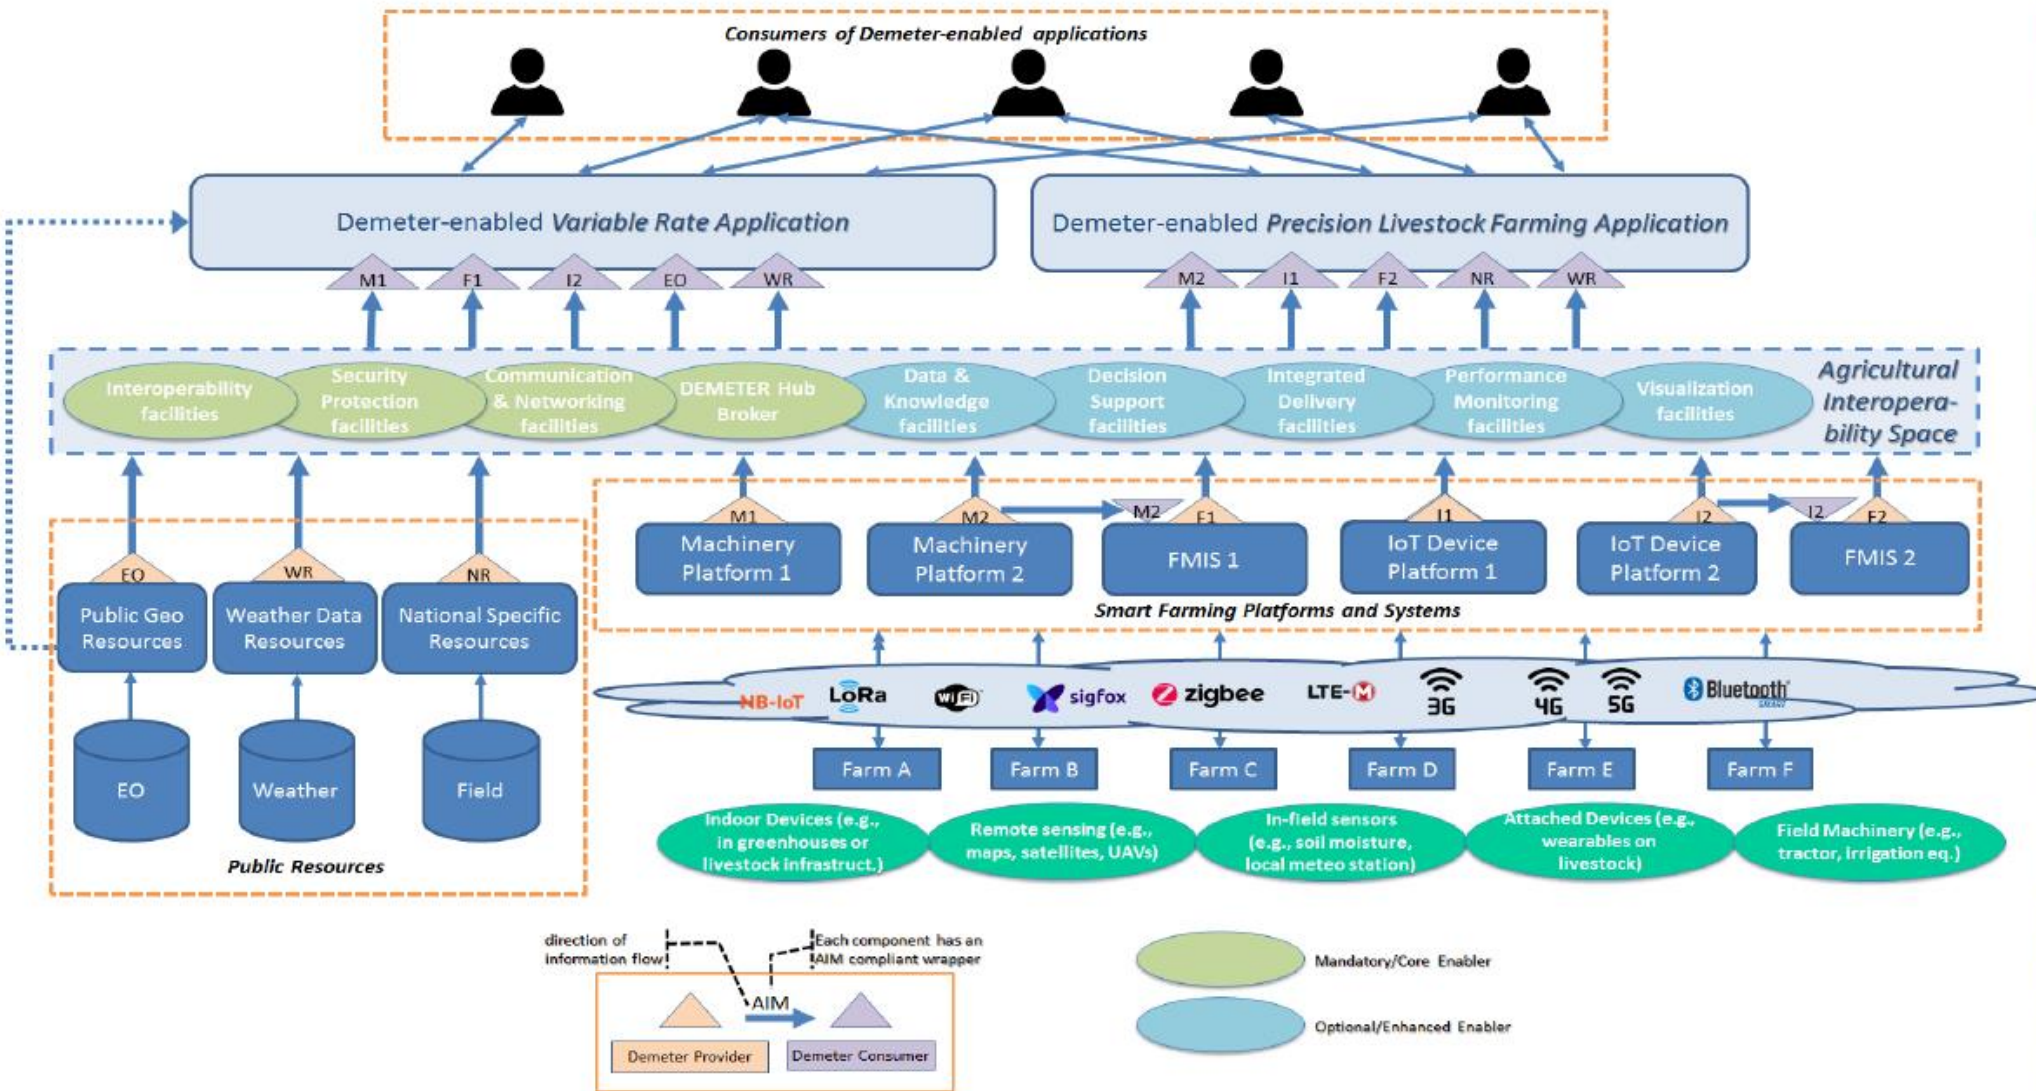 Consumers of Demeter-enabled applications
Demeter-enabled Variable Rate Application
Demeter-enabled Precision Livestock Farming Application
M1
F1
I2
EO
WR
M2
I1
F2
NR
WR
Interoperability
facilities
Security
Protection
facilities
Communication
& Networking
facilities
DEMETER Hub
Broker
Data &
Knowledge
facilities
Decision
Support
facilities
Integrated
Delivery
facilities
Performance
Monitoring
facilities
Visualization
facilities
Agricultural
Interopera-
bility Space
EO
WR
NR
Public Geo
Resources
Weather Data
Resources
National Specific
Resources
EO
Weather
Field
Public Resources
M1
M2
M2
F1
I1
I2
I2
F2
Machinery
Platform 1
Machinery
Platform 2
FMIS 1
IoT Device
Platform 1
IoT Device
Platform 2
FMIS 2
Smart Farming Platforms and Systems
NB-IoT
LoRa
WiFi
sigfox
zigbee
LTE-M
3G
4G
5G
Bluetooth
SMART
Farm A
Farm B
Farm C
Farm D
Farm E
Farm F
Indoor Devices (e.g.,
in greenhouses or
livestock infrastruct.)
Remote sensing (e.g.,
maps, satellites, UAVs)
In-field sensors
(e.g., soil moisture,
local meteo station)
Attached Devices (e.g.,
wearables on
livestock)
Field Machinery (e.g.,
tractor, irrigation eq.)
direction of
information flow
Each component has an
AIM compliant wrapper
AIM
Demeter Provider
Demeter Consumer
Mandatory/Core Enabler
Optional/Enhanced Enabler